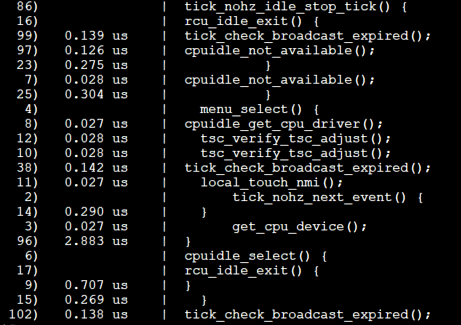 86)               |  tick_nohz_idle_stop_tick() {
16)               |  rcu_idle_exit() {
99)   0.139 us    |  tick_check_broadcast_expired();
97)   0.126 us    |  cpuidle_not_available();
23)   0.275 us    |            }
7)   0.028 us    |  cpuidle_not_available();
25)   0.304 us    |            }
4)               |    menu_select() {
8)   0.027 us    |  cpuidle_get_cpu_driver();
12)   0.028 us    |    tsc_verify_tsc_adjust();
10)   0.028 us    |    tsc_verify_tsc_adjust();
38)   0.142 us    |  tick_check_broadcast_expired();
11)   0.027 us    |    local_touch_nmi();
2)               |        tick_nohz_next_event() {
14)   0.290 us    |    }
3)   0.027 us    |        get_cpu_device();
96)   2.883 us    |  }
6)               |  cpuidle_select() {
17)               |  rcu_idle_exit() {
9)   0.707 us    |  }
15)   0.269 us    |    }
102)   0.138 us    |  tick_check_broadcast_expired();